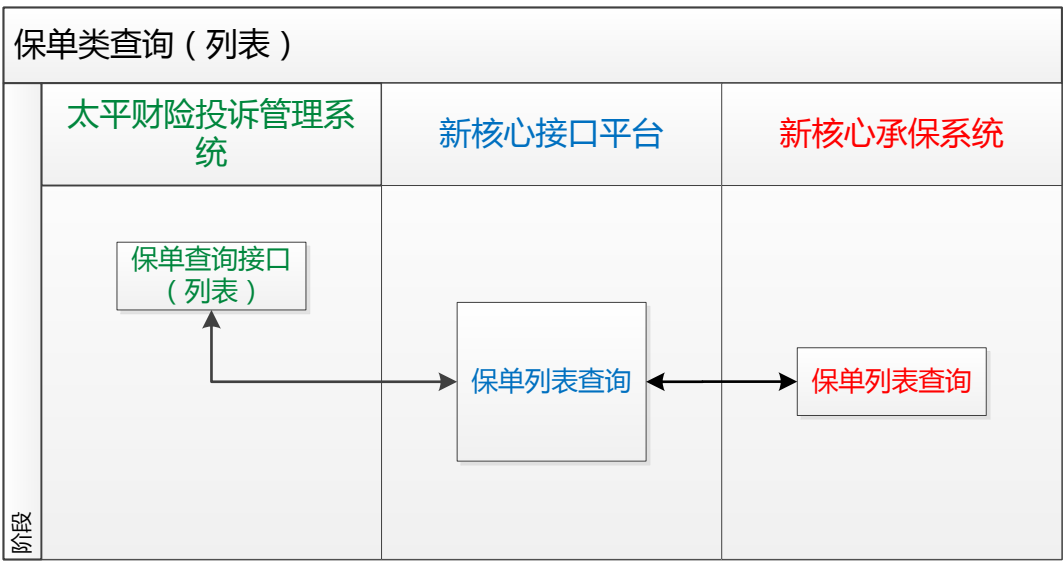 保单类查询（列表）
太平财险投诉管理系
统
新核心接口平台
新核心承保系统
保单查询接口
（列表）
保单列表查询
保单列表查询
阶段